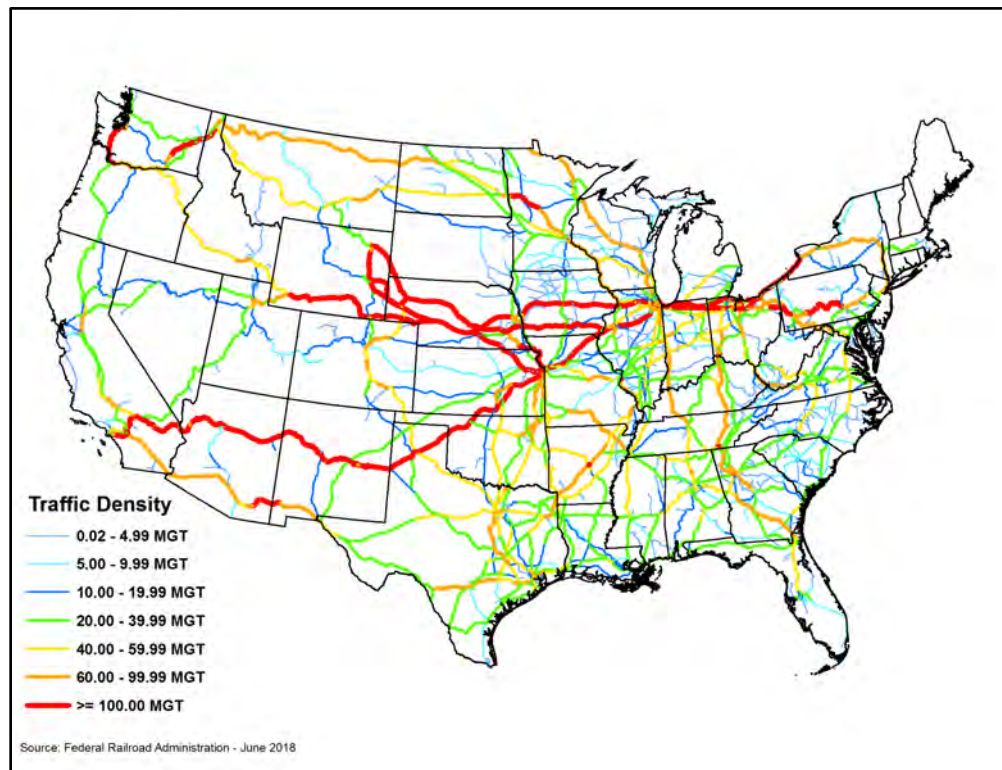 Traffic Density
0.02 - 4.99 MGT
5.00 - 9.99 MGT
10.00 - 19.99 MGT
20.00 - 39.99 MGT
40.00 - 59.99 MGT
60.00 - 99.99 MGT
>= 100.00 MGT
Source: Federal Railroad Administration - June 2018